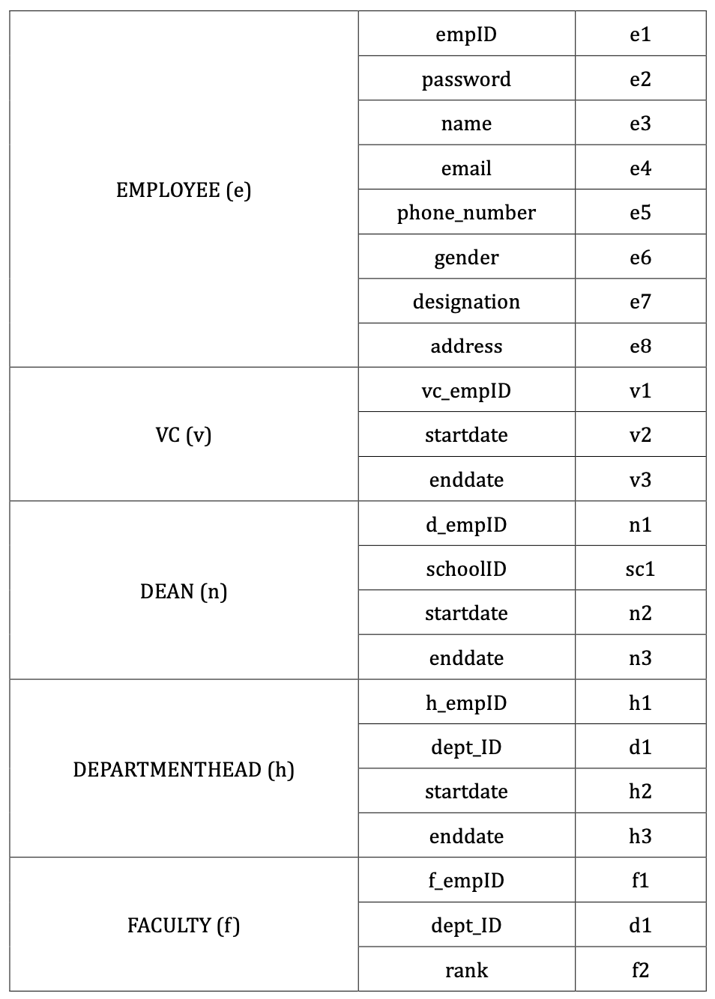 empID e1
password e2
name e3
email e4
EMPLOYEE (e)
phone_number e5
gender e6
designation e7
address e8
vc_empID v1
VC (v) startdate v2
enddate v3
d_empID n1
schoolID sc1
DEAN (n)
startdate n2
enddate n3
h_empID h1
dept_ID d1
DEPARTMENTHEAD (h)
startdate h2
enddate h3
f_empID f1
FACULTY (f) dept_ID d1
rank f2